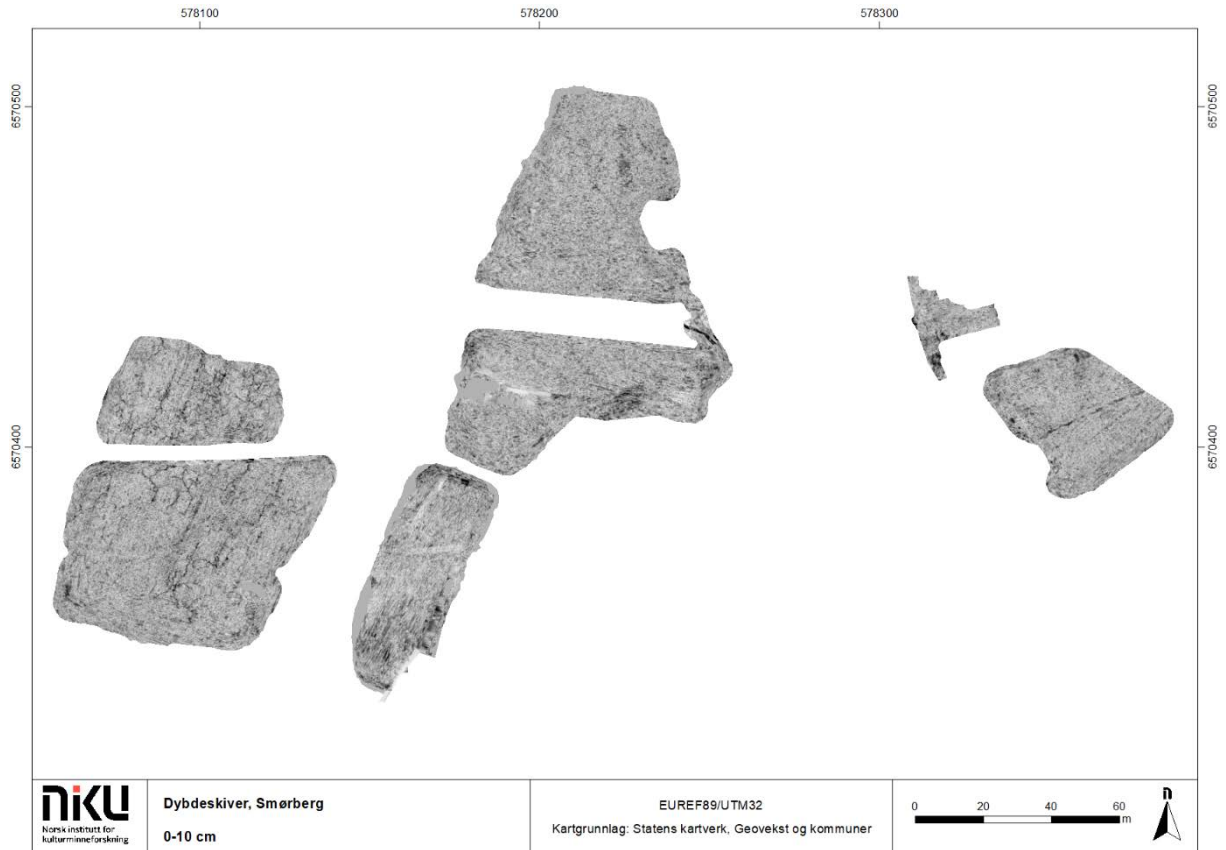 578100 578200 578300
6570500 6570500
6570400 6570400
NIKU
Norsk institutt for
kulturminneforskning
Dybdeskiver, Smørberg
0-10 cm
EUREF89/UTM32
Kartgrunnlag: Statens kartverk, Geovekst og kommuner
0 20 40 60
m
n